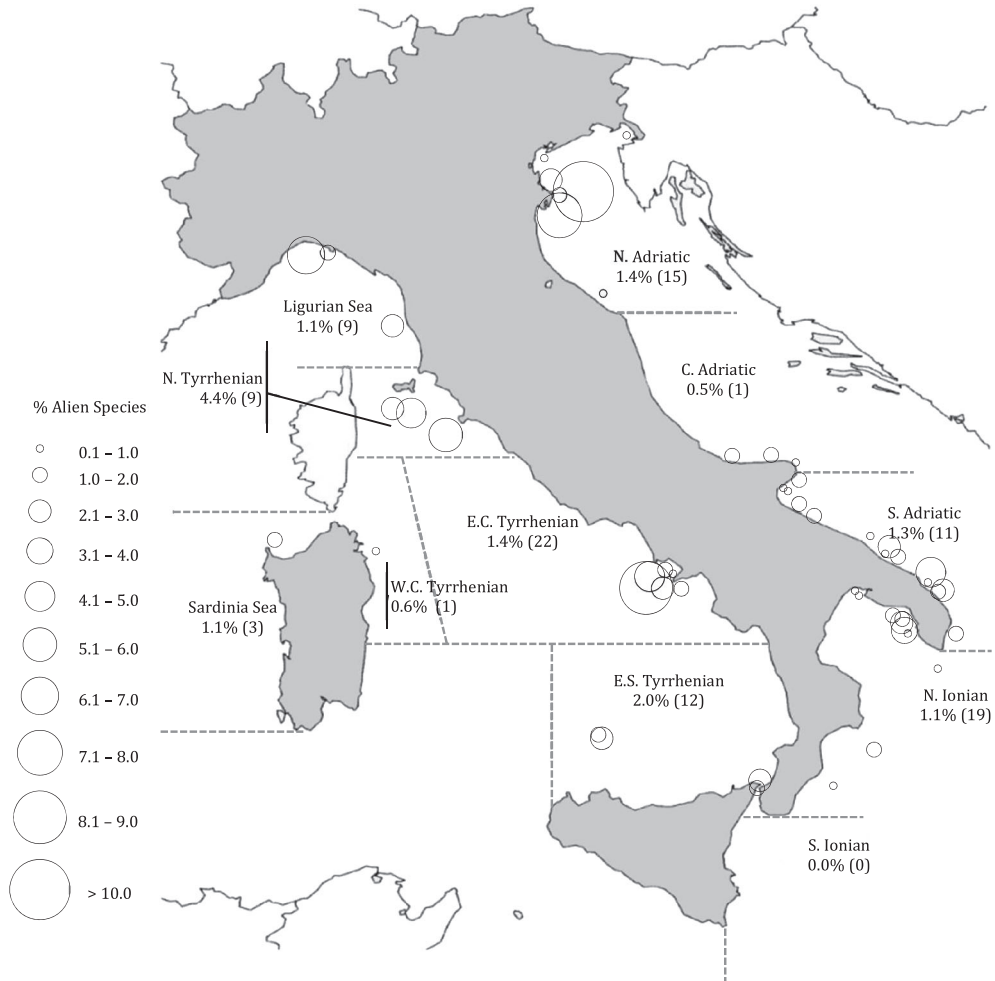 N. Adriatic
1.4% (15)
Ligurian Sea
1.1% (9)
N. Tyrrhenian
4.4% (9)
C. Adriatic
0.5% (1)
% Alien Species
0.1 – 1.0
1.0 – 2.0
2.1 – 3.0
3.1 – 4.0
4.1 – 5.0
5.1 – 6.0
6.1 – 7.0
7.1 – 8.0
8.1 – 9.0
> 10.0
E.C. Tyrrhenian
1.4% (22)
S. Adriatic
1.3% (11)
W.C. Tyrrhenian
0.6% (1)
Sardinia Sea
1.1% (3)
E.S. Tyrrhenian
2.0% (12)
N. Ionian
1.1% (19)
S. Ionian
0.0% (0)